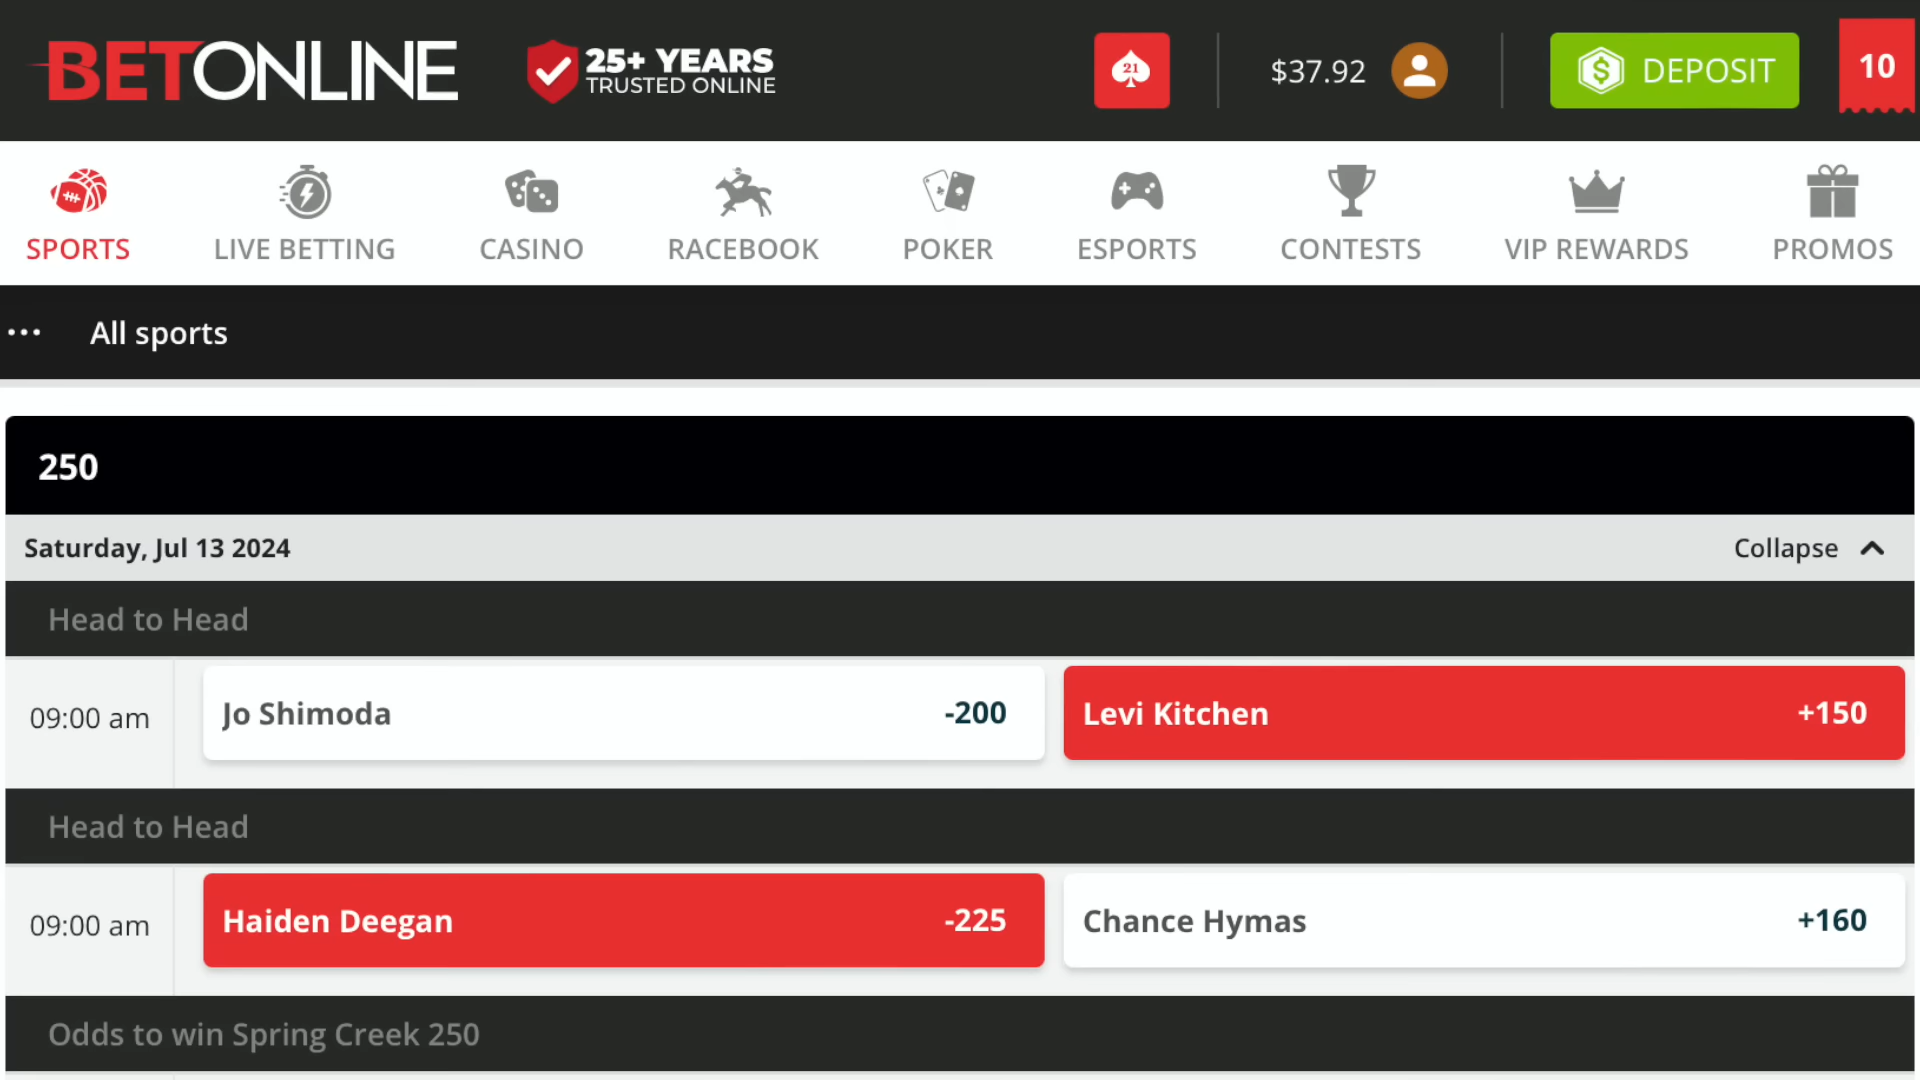 BETONLINE
25+ YEARS
TRUSTED ONLINE
21
$37.92
DEPOSIT
10
SPORTS
LIVE BETTING
CASINO
RACEBOOK
POKER
ESPORTS
CONTESTS
VIP REWARDS
PROMOS
... All sports
250
Saturday, Jul 13 2024
Collapse
Head to Head
09:00 am
Jo Shimoda -200
Levi Kitchen +150
Head to Head
09:00 am
Haiden Deegan -225
Chance Hymas +160
Odds to win Spring Creek 250